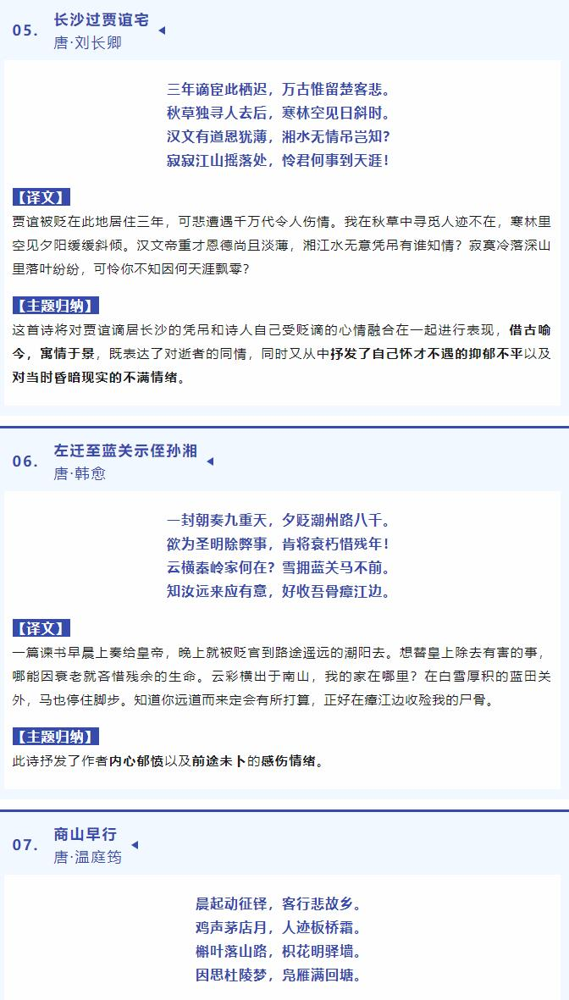 05.
长沙过贾谊宅
唐·刘长卿
三年谪宦此栖迟，万古惟留楚客悲。
秋草独寻人去后，寒林空见日斜时。
汉文有道恩犹薄，湘水无情吊岂知？
寂寂江山摇落处，怜君何事到天涯！
【译文】
贾谊被贬在此地居住三年，可悲遭遇千万代令人伤情。我在秋草中寻觅人迹不在，寒林里
空见夕阳缓缓斜倾。汉文帝重才恩德尚且淡薄，湘江水无意凭吊有谁知情？寂寞冷落深山
里落叶纷纷，可怜你不知因何天涯飘零？
【主题归纳】
这首诗将对贾谊谪居长沙的凭吊和诗人自己受贬谪的心情融合在一起进行表现，借古喻
今，寓情于景，既表达了对逝者的同情，同时又从中抒发了自己怀才不遇的抑郁不平以及
对当时昏暗现实的不满情绪。
06.
左迁至蓝关示侄孙湘
唐·韩愈
一封朝奏九重天，夕贬潮州路八千。
欲为圣明除弊事，肯将衰朽惜残年！
云横秦岭家何在？雪拥蓝关马不前。
知汝远来应有意，好收吾骨瘴江边。
【译文】
一篇谏书早晨上奏给皇帝，晚上就被贬官到路途遥远的潮阳去。想替皇上除去有害的事，
哪能因衰老就吝惜残余的生命。云彩横出于南山，我的家在哪里？在白雪厚积的蓝田关
外，马也停住脚步。知道你远道而来定会有所打算，正好在瘴江边收殓我的尸骨。
【主题归纳】
此诗抒发了作者内心郁愤以及前途未卜的感伤情绪。
07.
商山早行
唐·温庭筠
晨起动征铎，客行悲故乡。
鸡声茅店月，人迹板桥霜。
槲叶落山路，枳花明驿墙。
因思杜陵梦，凫雁满回塘。